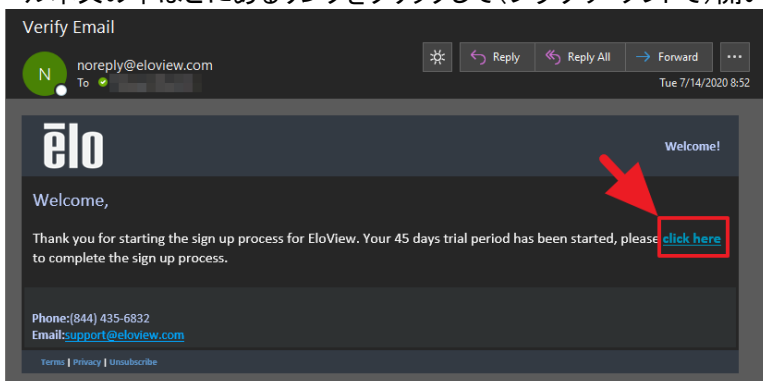 Verify Email
N
noreply@eloview.com
To
Reply
Reply All
Forward
Tue 7/14/2020 8:52
ēlo
Welcome!
Welcome,
Thank you for starting the sign up process for EloView. Your 45 days trial period has been started, please click here
to complete the sign up process.
Phone:(844) 435-6832
Email:support@eloview.com
Terms | Privacy | Unsubscribe